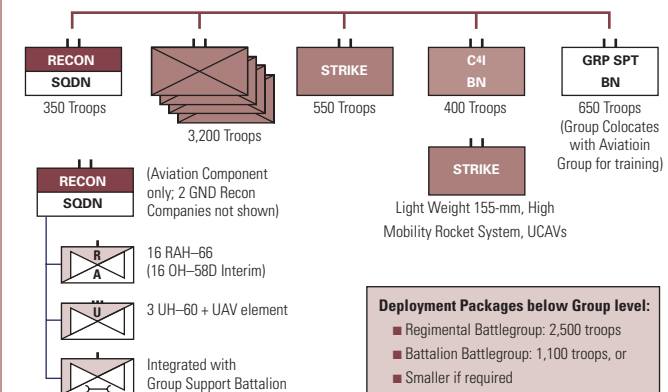 RECON
SQDN
350 Troops
3,200 Troops
STRIKE
550 Troops
C4I
BN
400 Troops
GRP SPT
BN
650 Troops
(Group Colocates
with Aviatioin
Group for training)
RECON
SQDN
(Aviation Component
only; 2 GND Recon
Companies not shown)
R
A
16 RAH–66
(16 OH–58D Interim)
U
3 UH–60 + UAV element
Integrated with
Group Support Battalion
STRIKE
Light Weight 155-mm, High
Mobility Rocket System, UCAVs
Deployment Packages below Group level:
■ Regimental Battlegroup: 2,500 troops
■ Battalion Battlegroup: 1,100 troops, or
■ Smaller if required